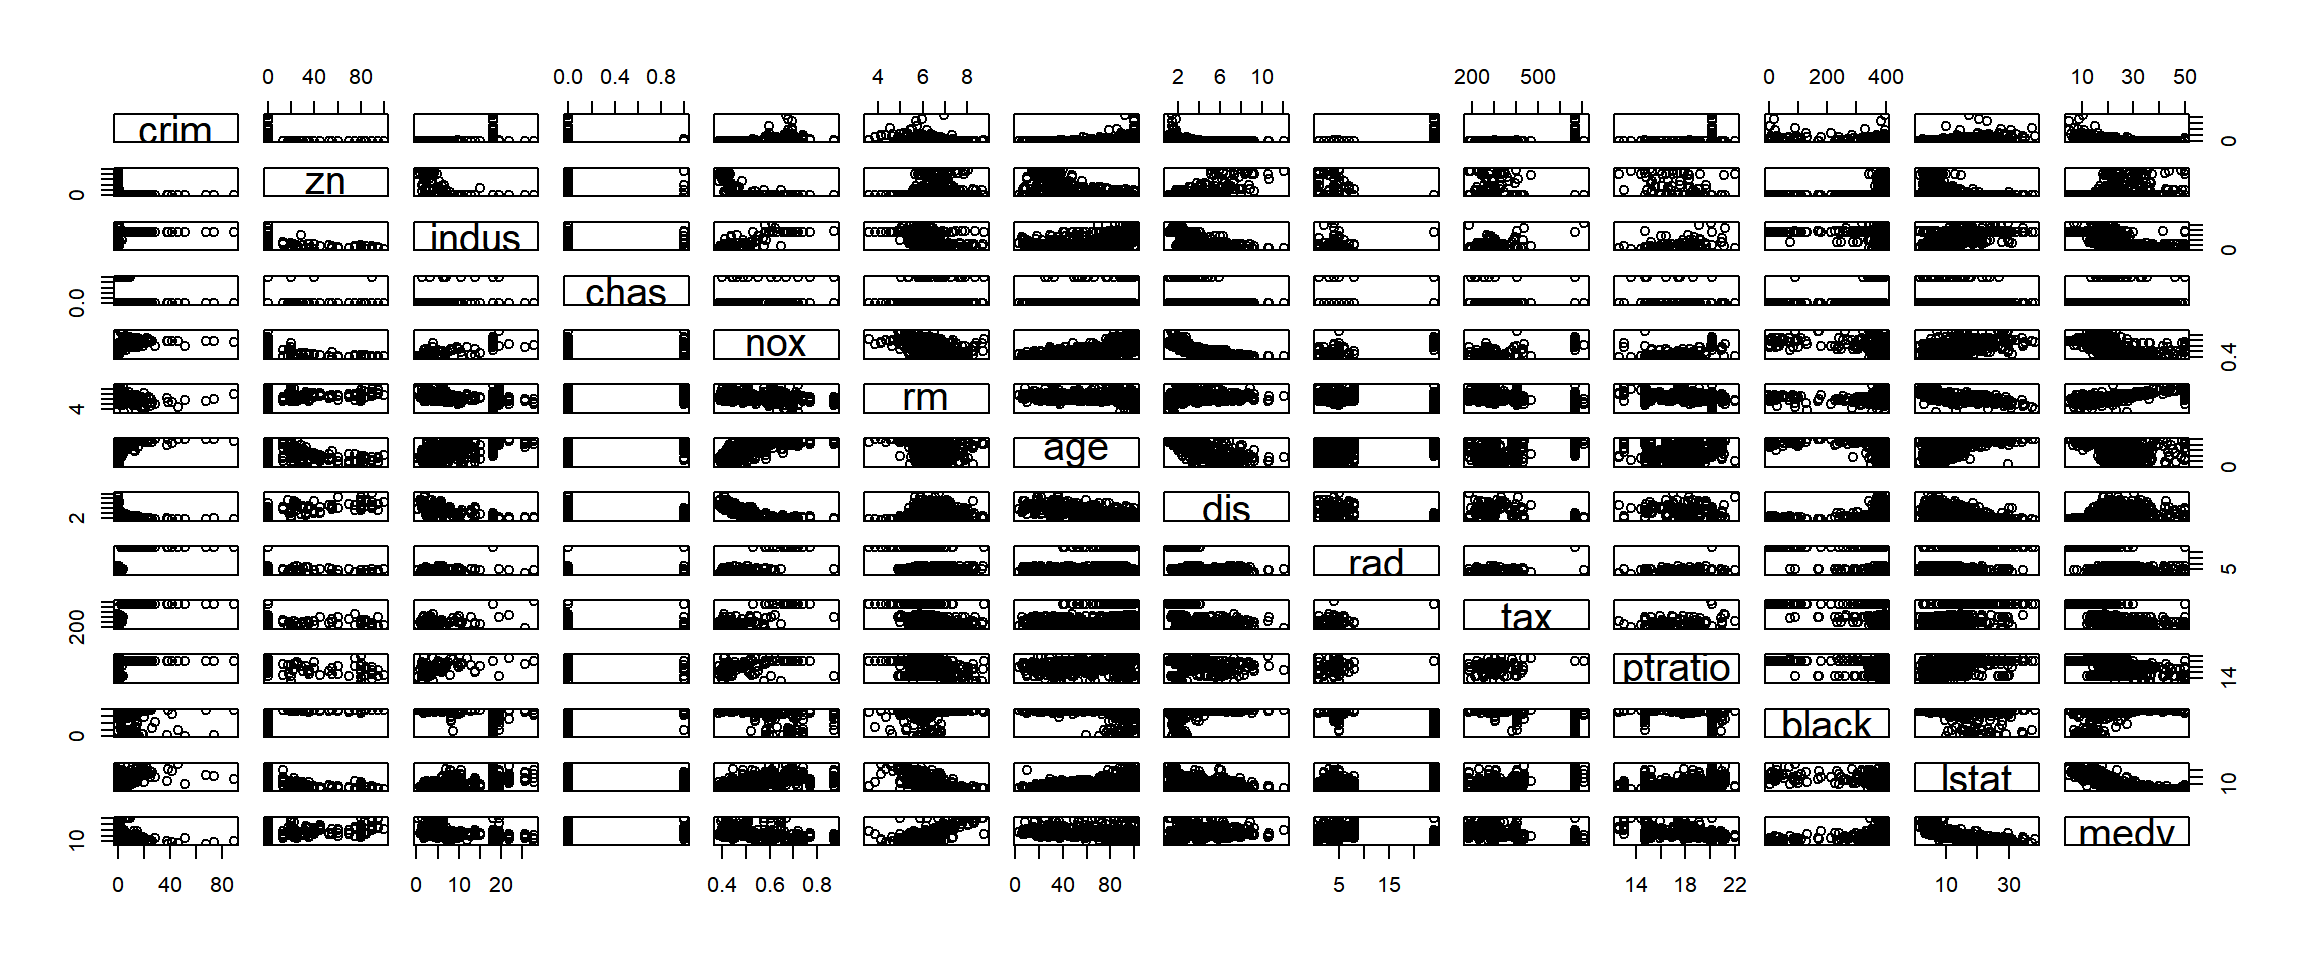 0 40 80 0.0 0.4 0.8 4 6 8 2 6 10 200 500 0 200 400 10 30 50
crim 0
0 zn
indus 0
0.0 chas
nox 0.4
4 rm
age 0
2 dis
rad 5
200 tax
ptratio 14
0 black
lstat 10
10 medv
0 40 80 0 10 20 0.4 0.6 0.8 0 40 80 5 15 14 18 22 10 30